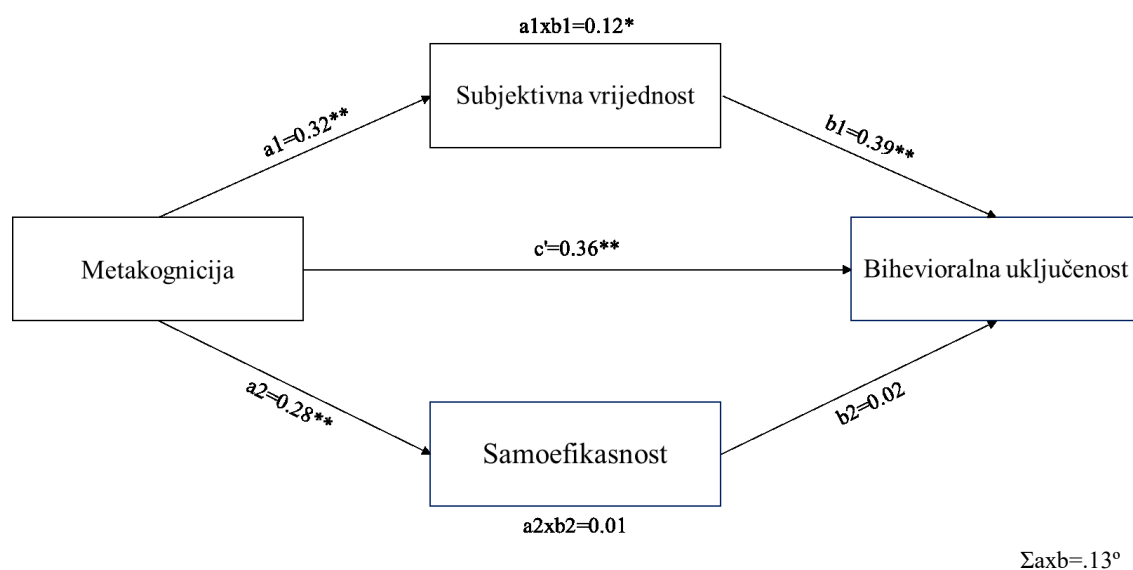 a1xb1=0.12*
Subjektivna vrijednost
a1=0.32**
b1=0.39**
c'=0.36**
Metakognicija
Bihevioralna uključenost
a2=0.28**
b2=0.02
Samoefikasnost
a2xb2=0.01
Σaxb=.13º